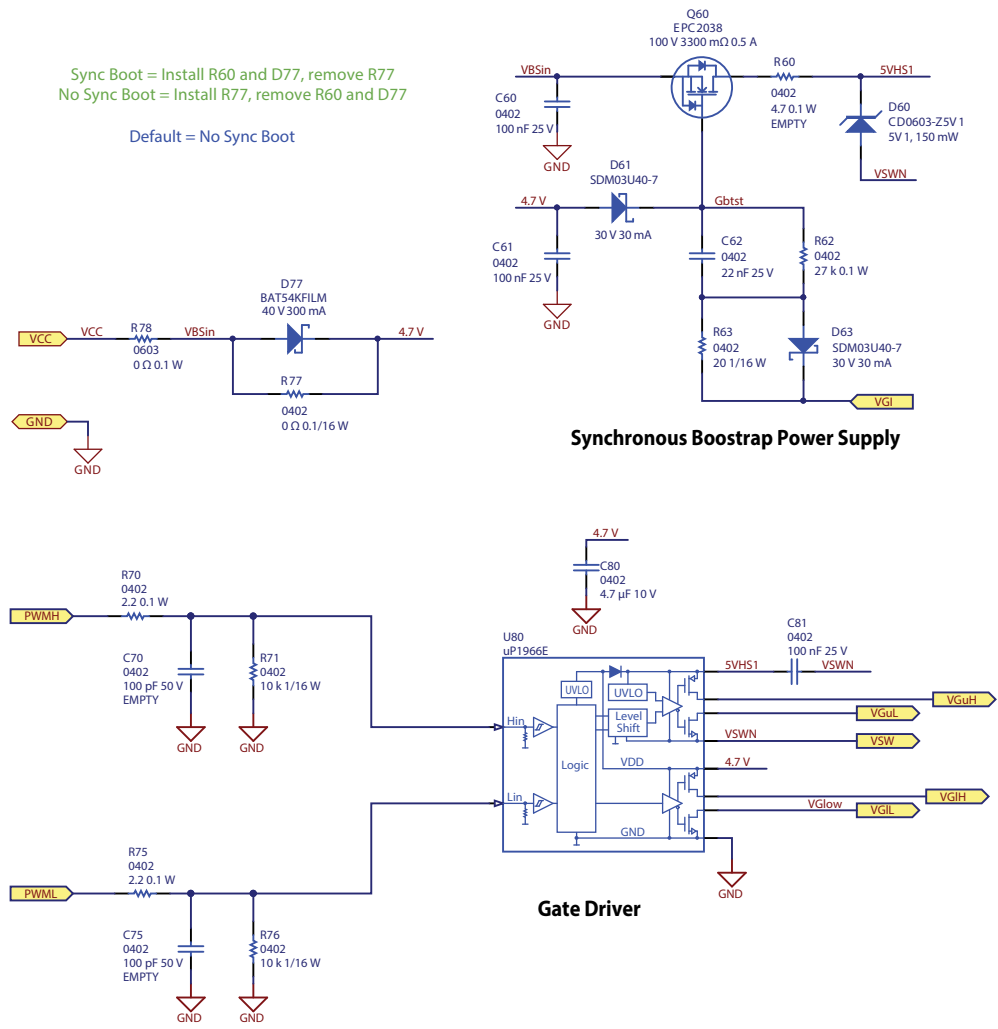 Sync Boot = Install R60 and D77, remove R77
No Sync Boot = Install R77, remove R60 and D77
Default = No Sync Boot
Q60
EPC2038
100 V 3300 mΩ 0.5 A
VBSin
C60
0402
100 nF 25 V
GND
R60
0402
4.7 0.1 W
EMPTY
5VHS1
D60
CD0603-Z5V1
5V1, 150 mW
VSWN
D61
SDM03U40-7
4.7 V
30 V 30 mA
Gbtst
C61
0402
100 nF 25 V
GND
C62
0402
22 nF 25 V
R62
0402
27 k 0.1 W
R63
0402
20 1/16 W
D63
SDM03U40-7
30 V 30 mA
VGI
Synchronous Boostrap Power Supply
D77
BAT54KFILM
40 V 300 mA
VCC
VCC
R78
0603
0 Ω 0.1 W
VBSin
4.7 V
R77
0402
0 Ω 0.1/16 W
GND
GND
4.7 V
C80
0402
4.7 µF 10 V
GND
R70
0402
2.2 0.1 W
PWMH
C70
0402
100 pF 50 V
EMPTY
GND
R71
0402
10 k 1/16 W
GND
U80
uP1966E
Hin
Lin
UVLO
UVLO
Level
Shift
Logic
VDD
GND
5VHS1
C81
0402
100 nF 25 V
VSWN
VGuH
VGuL
VSWN
VSW
4.7 V
VGlH
VGlow
VGlL
GND
Gate Driver
R75
0402
2.2 0.1 W
PWML
C75
0402
100 pF 50 V
EMPTY
GND
R76
0402
10 k 1/16 W
GND